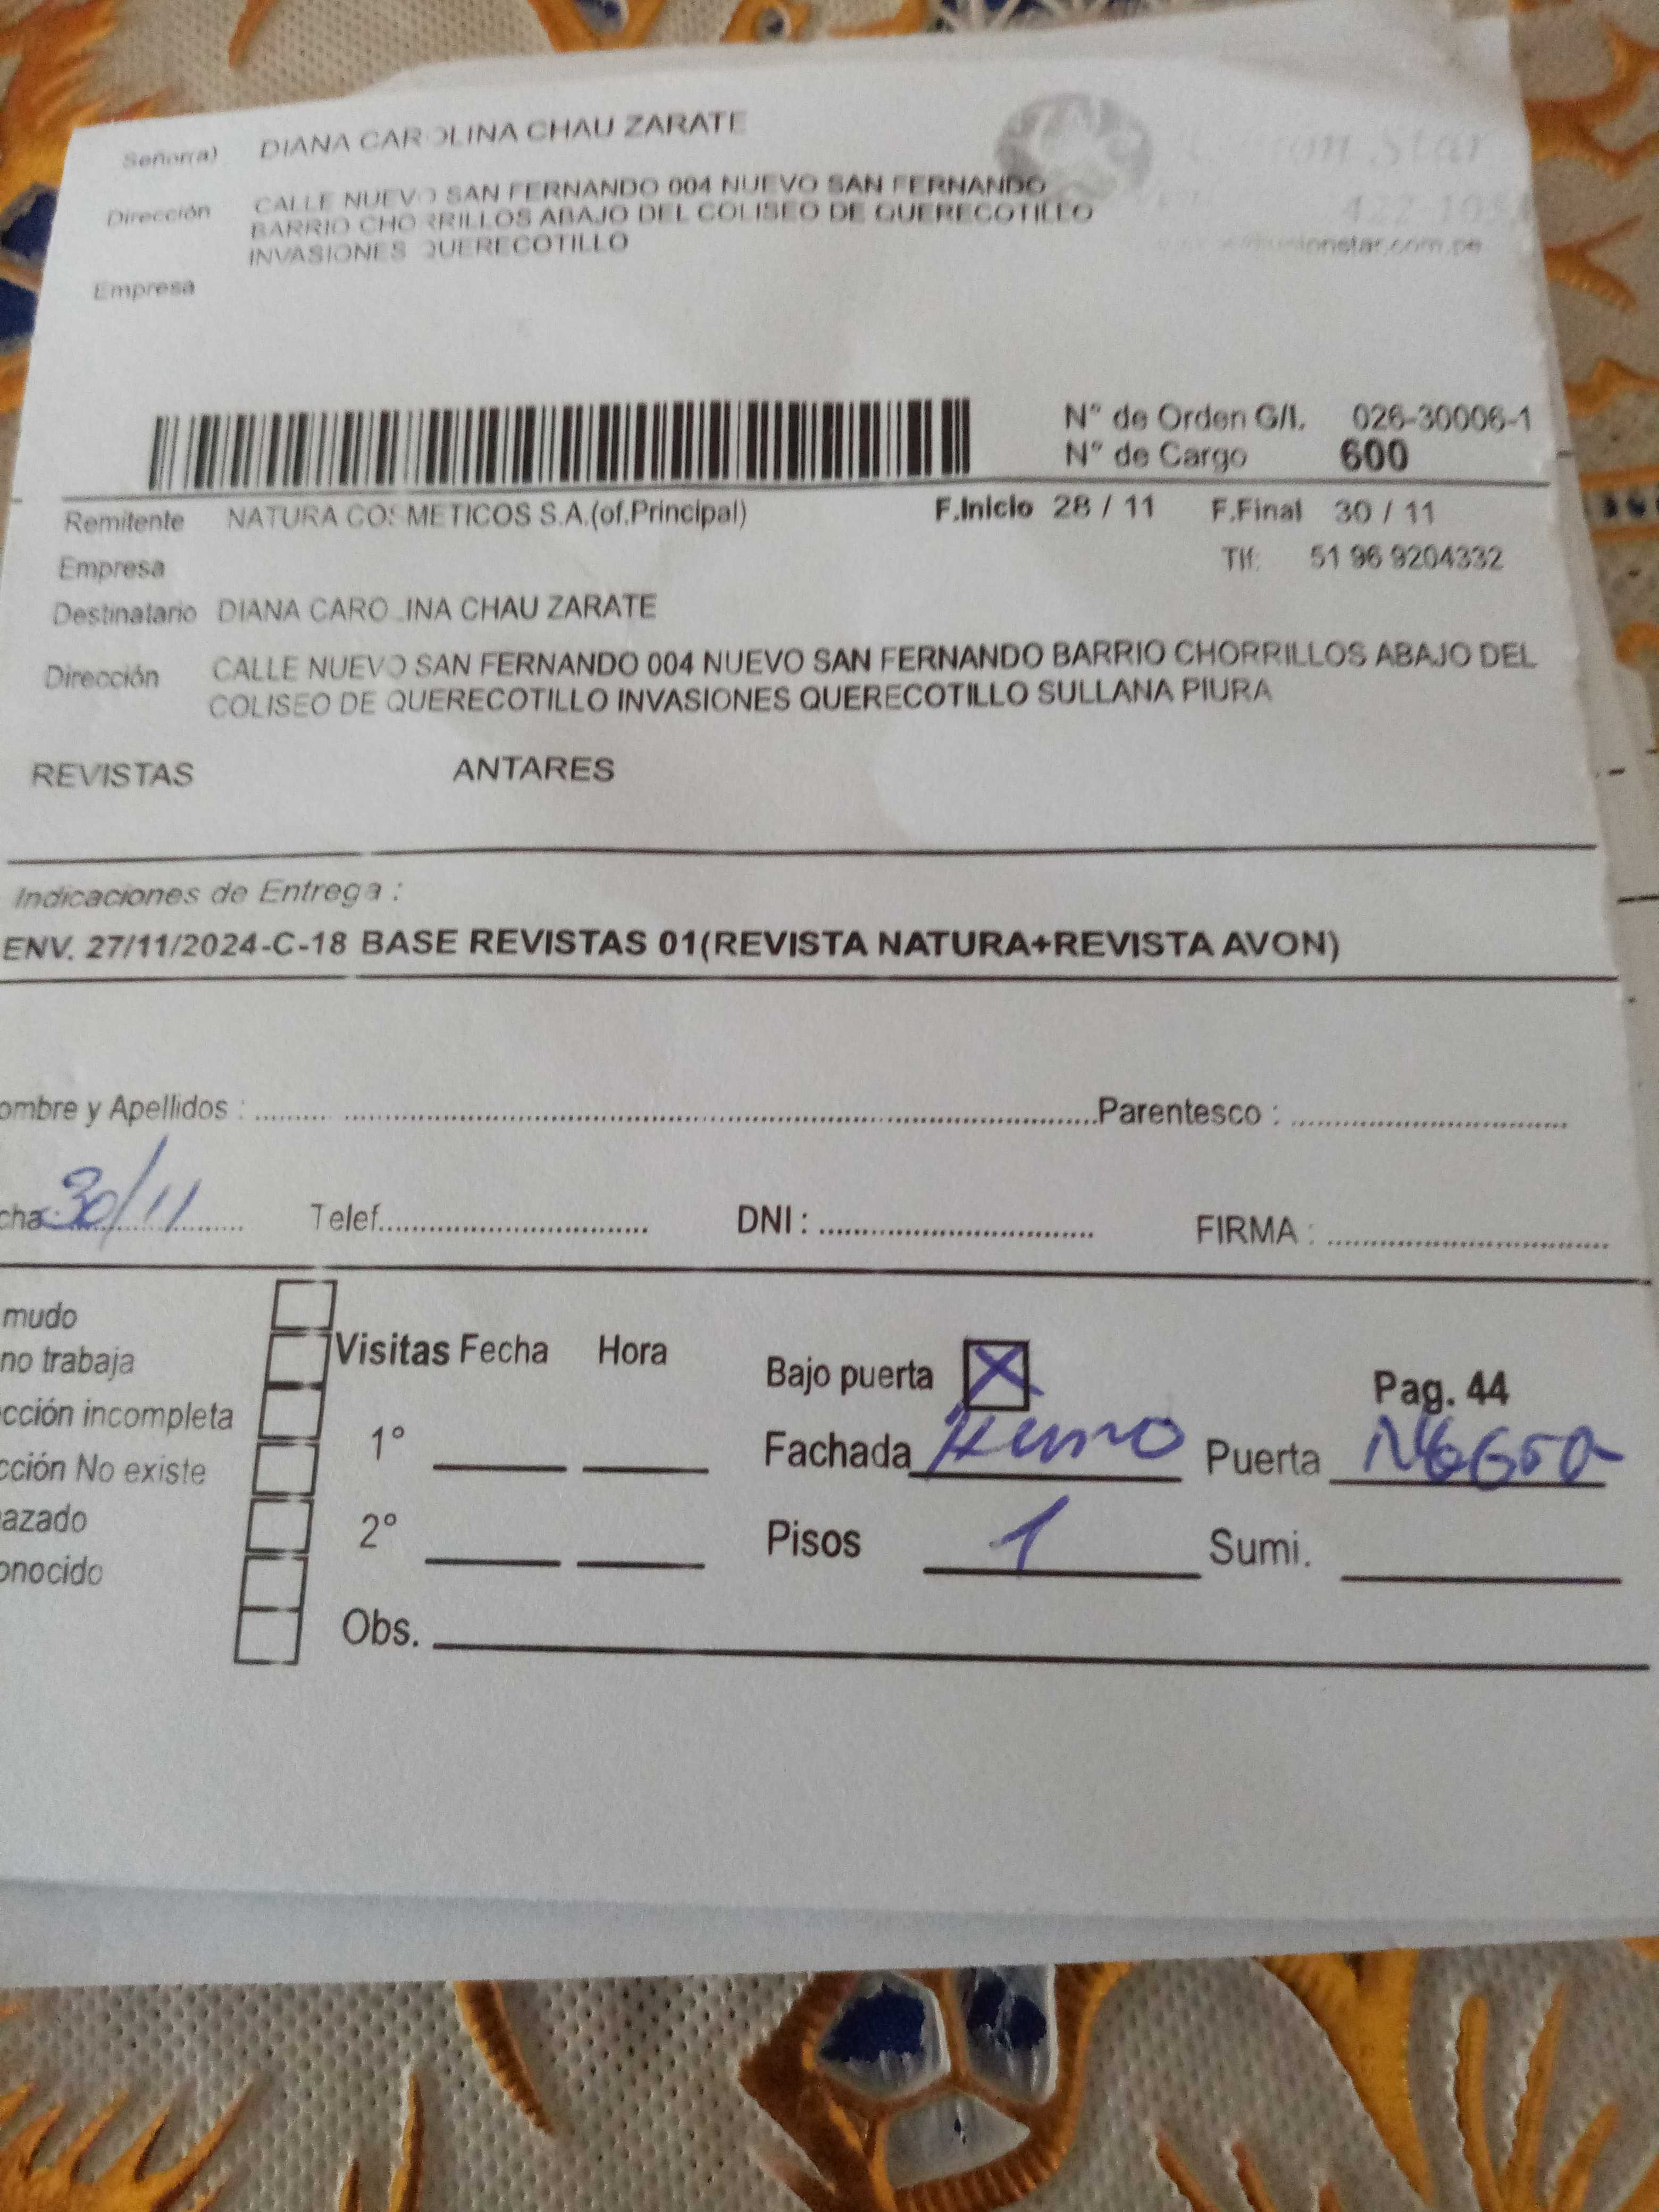 Señor(a) DIANA CAROLINA CHAU ZARATE
Dirección CALLE NUEVO SAN FERNANDO 004 NUEVO SAN FERNANDO
BARRIO CHORRILLOS ABAJO DEL COLISEO DE QUERECOTILLO
INVASIONES QUERECOTILLO
Empresa
N° de Orden G/I. 026-30006-1
N° de Cargo 600
Remitente NATURA COSMETICOS S.A.(of.Principal) F.Inicio 28 / 11 F.Final 30 / 11
Empresa Tlf: 51 96 9204332
Destinatario DIANA CAROLINA CHAU ZARATE
Dirección CALLE NUEVO SAN FERNANDO 004 NUEVO SAN FERNANDO BARRIO CHORRILLOS ABAJO DEL
COLISEO DE QUERECOTILLO INVASIONES QUERECOTILLO SULLANA PIURA
REVISTAS ANTARES
Indicaciones de Entrega :
ENV. 27/11/2024-C-18 BASE REVISTAS 01(REVISTA NATURA+REVISTA AVON)
ombre y Apellidos : Parentesco :
cha 30/11 Telef. DNI : FIRMA :
mudo
no trabaja
cción incompleta
cción No existe
azado
onocido
Visitas Fecha Hora
1°
2°
Obs.
Bajo puerta X Pag. 44
Fachada Puerta Negra
Pisos 1 Sumi.